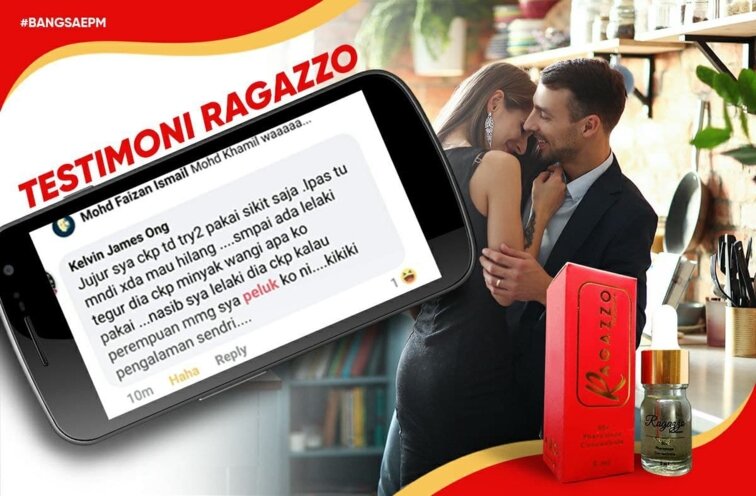 #BANGSAEPM
TESTIMONI RAGAZZO
Mohd Faizan Ismail Mohd Khamil waaaaa...
Kelvin James Ong
Jujur sya ckp td try2 pakai sikit saja .lpas tu
mndi xda mau hilang ....smpai ada lelaki
tegur dia ckp minyak wangi apa ko
pakai ...nasib sya lelaki dia ckp kalau
perempuan mmg sya peluk ko ni....kikiki
pengalaman sendri....
1
10m Haha Reply
RAGAZZO
Ragazzo